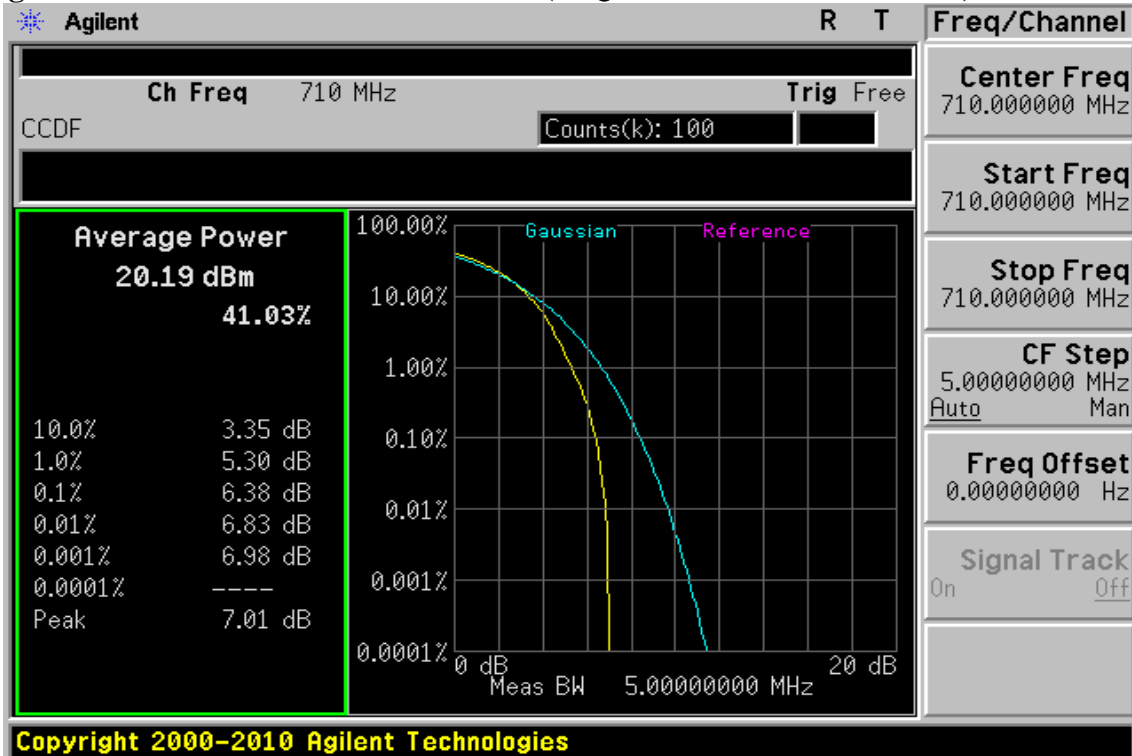 Agilent R T
Ch Freq 710 MHz Trig Free
CCDF Counts(k): 100
Average Power
20.19 dBm
41.03%
10.0% 3.35 dB
1.0% 5.30 dB
0.1% 6.38 dB
0.01% 6.83 dB
0.001% 6.98 dB
0.0001% ----
Peak 7.01 dB
Gaussian Reference
100.00%
10.00%
1.00%
0.10%
0.01%
0.001%
0.0001%
0 dB 20 dB
Meas BW 5.00000000 MHz
Freq/Channel
Center Freq
710.000000 MHz
Start Freq
710.000000 MHz
Stop Freq
710.000000 MHz
CF Step
5.00000000 MHz
Auto Man
Freq Offset
0.00000000 Hz
Signal Track
On Off
Copyright 2000-2010 Agilent Technologies